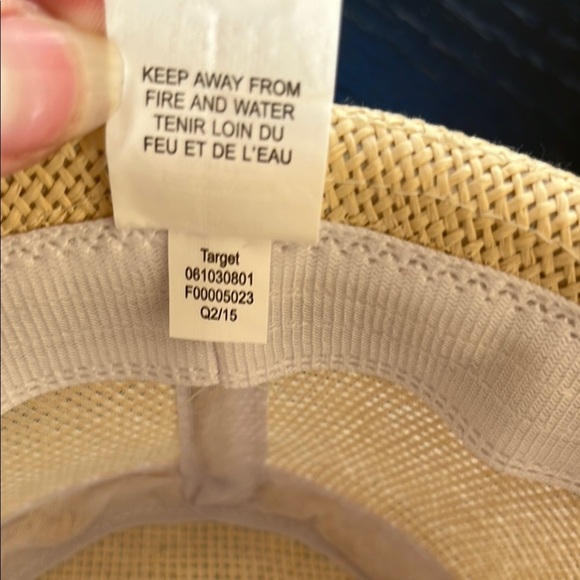 KEEP AWAY FROM
FIRE AND WATER
TENIR LOIN DU
FEU ET DE L'EAU
Target
061030801
F00005023
Q2/15